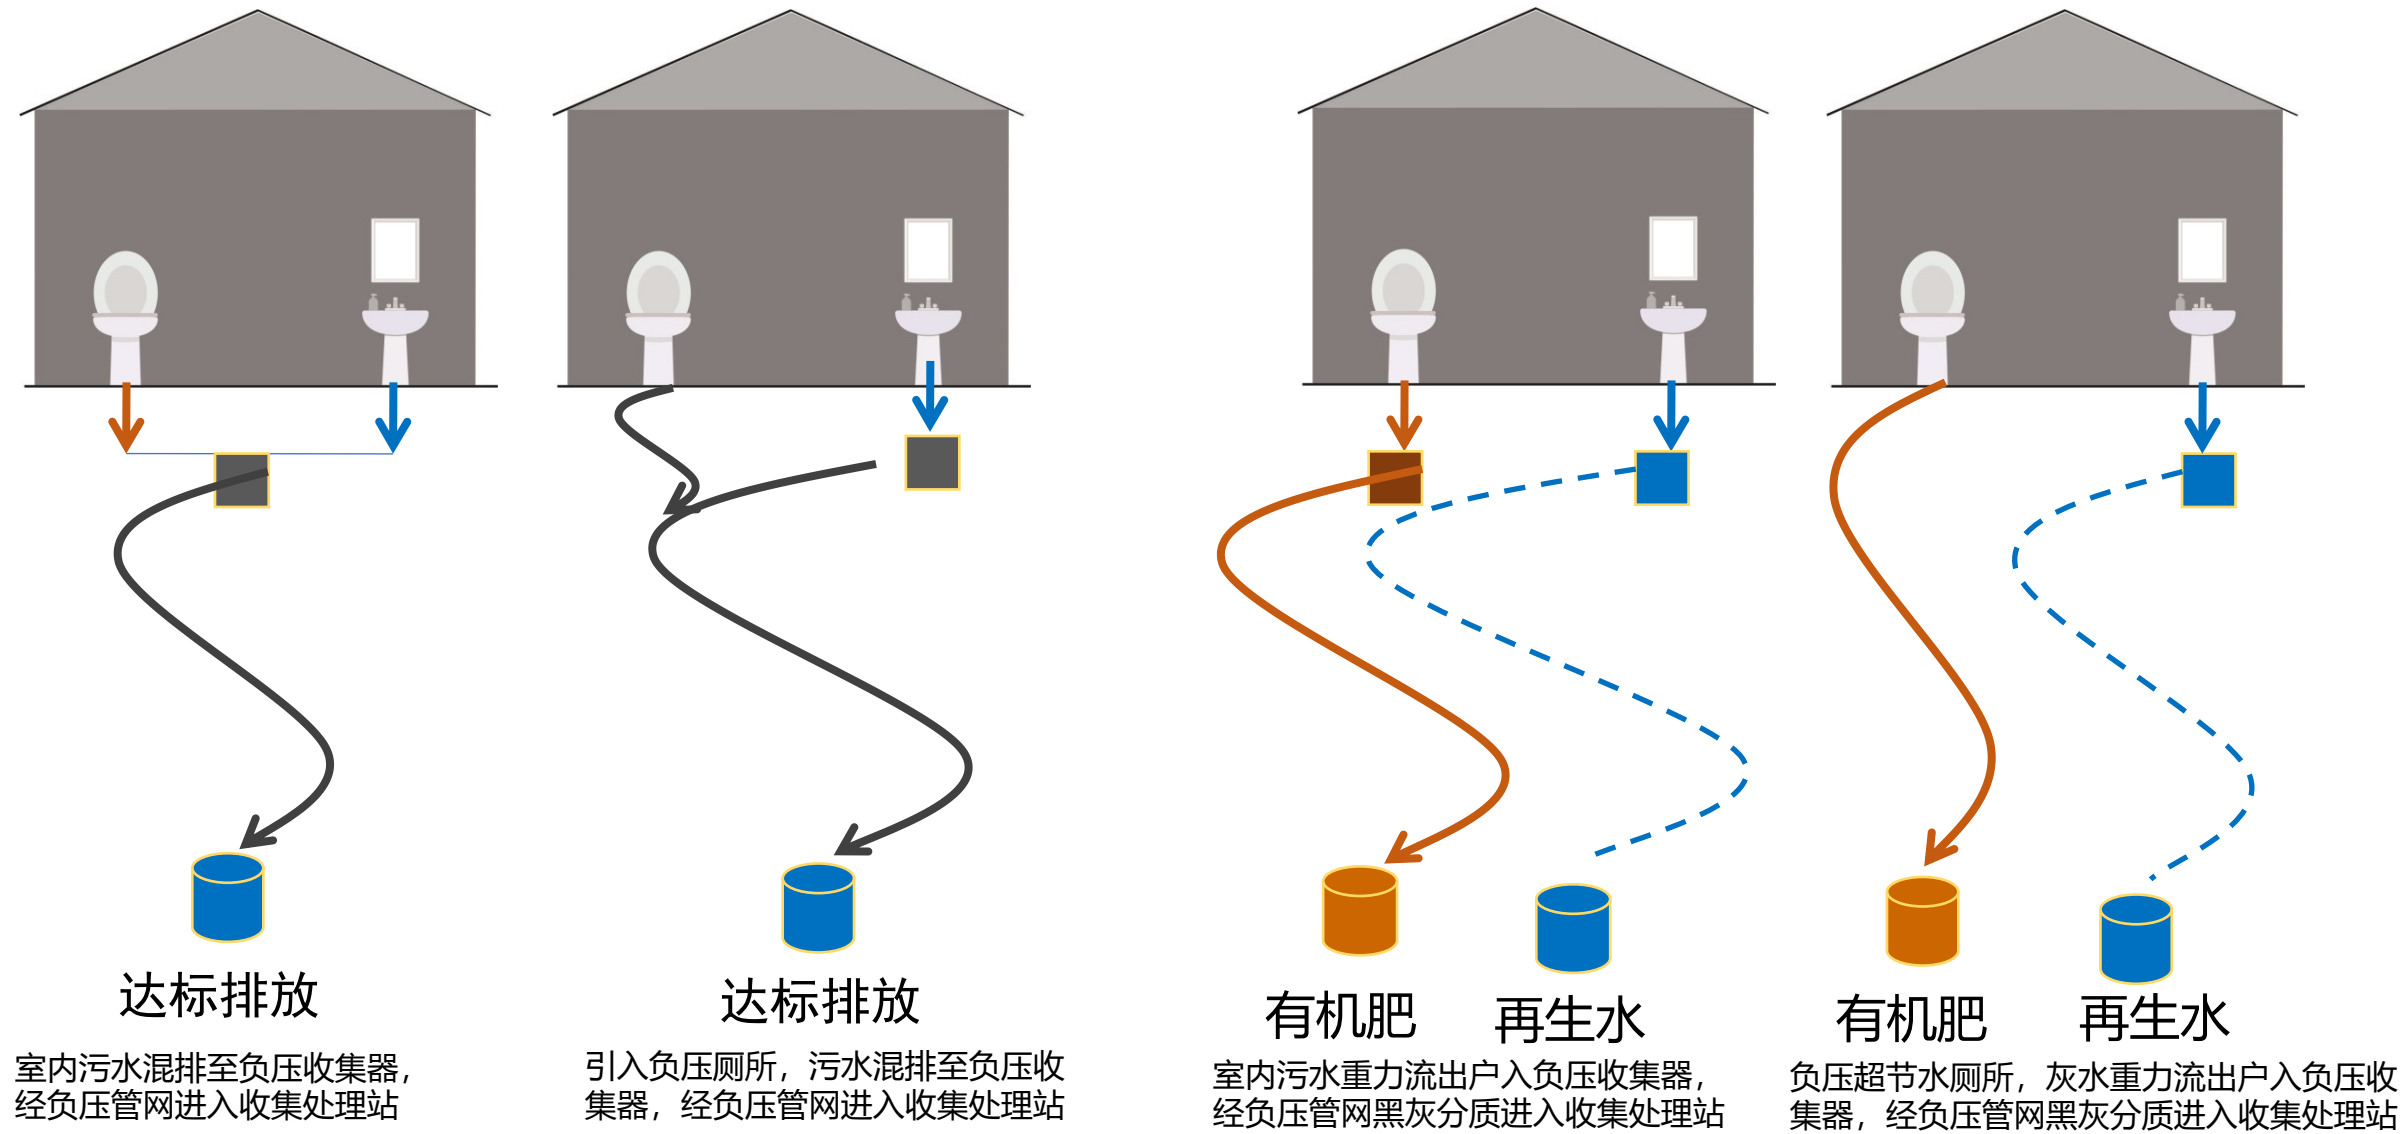 达标排放
室内污水混排至负压收集器，
经负压管网进入收集处理站
达标排放
引入负压厕所，污水混排至负压收
集器，经负压管网进入收集处理站
有机肥
再生水
室内污水重力流出户入负压收集器，
经负压管网黑灰分质进入收集处理站
有机肥
再生水
负压超节水厕所，灰水重力流出户入负压收
集器，经负压管网黑灰分质进入收集处理站